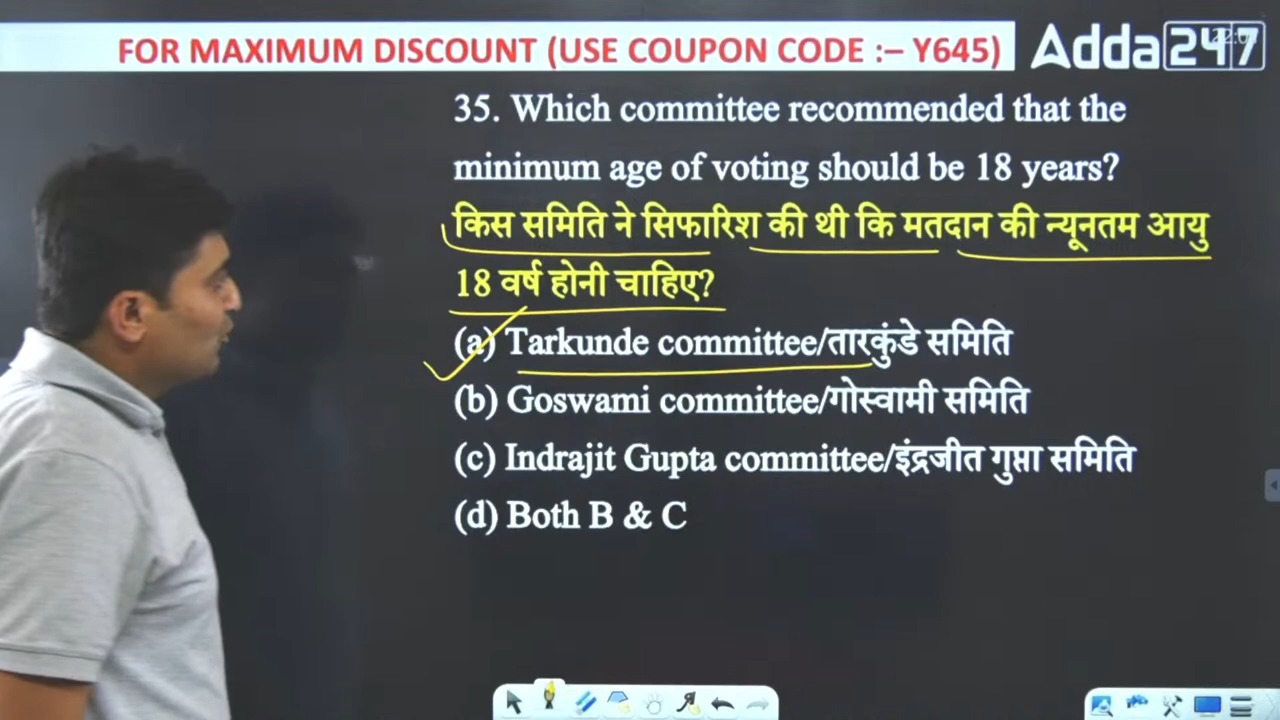 FOR MAXIMUM DISCOUNT (USE COUPON CODE :– Y645)
Adda247
35. Which committee recommended that the
minimum age of voting should be 18 years?
किस समिति ने सिफारिश की थी कि मतदान की न्यूनतम आयु
18 वर्ष होनी चाहिए?
(a) Tarkunde committee/तारकुंडे समिति
(b) Goswami committee/गोस्वामी समिति
(c) Indrajit Gupta committee/इंद्रजीत गुप्ता समिति
(d) Both B & C